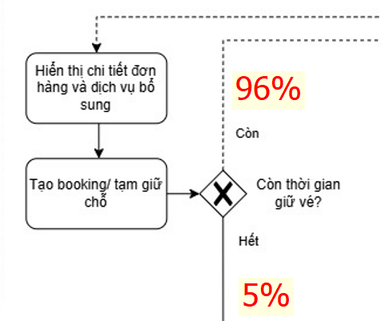 Hiển thị chi tiết đơn
hàng và dịch vụ bổ
sung
96%
Còn
Tạo booking/ tạm giữ
chỗ
Còn thời gian
giữ vé?
Hết
5%